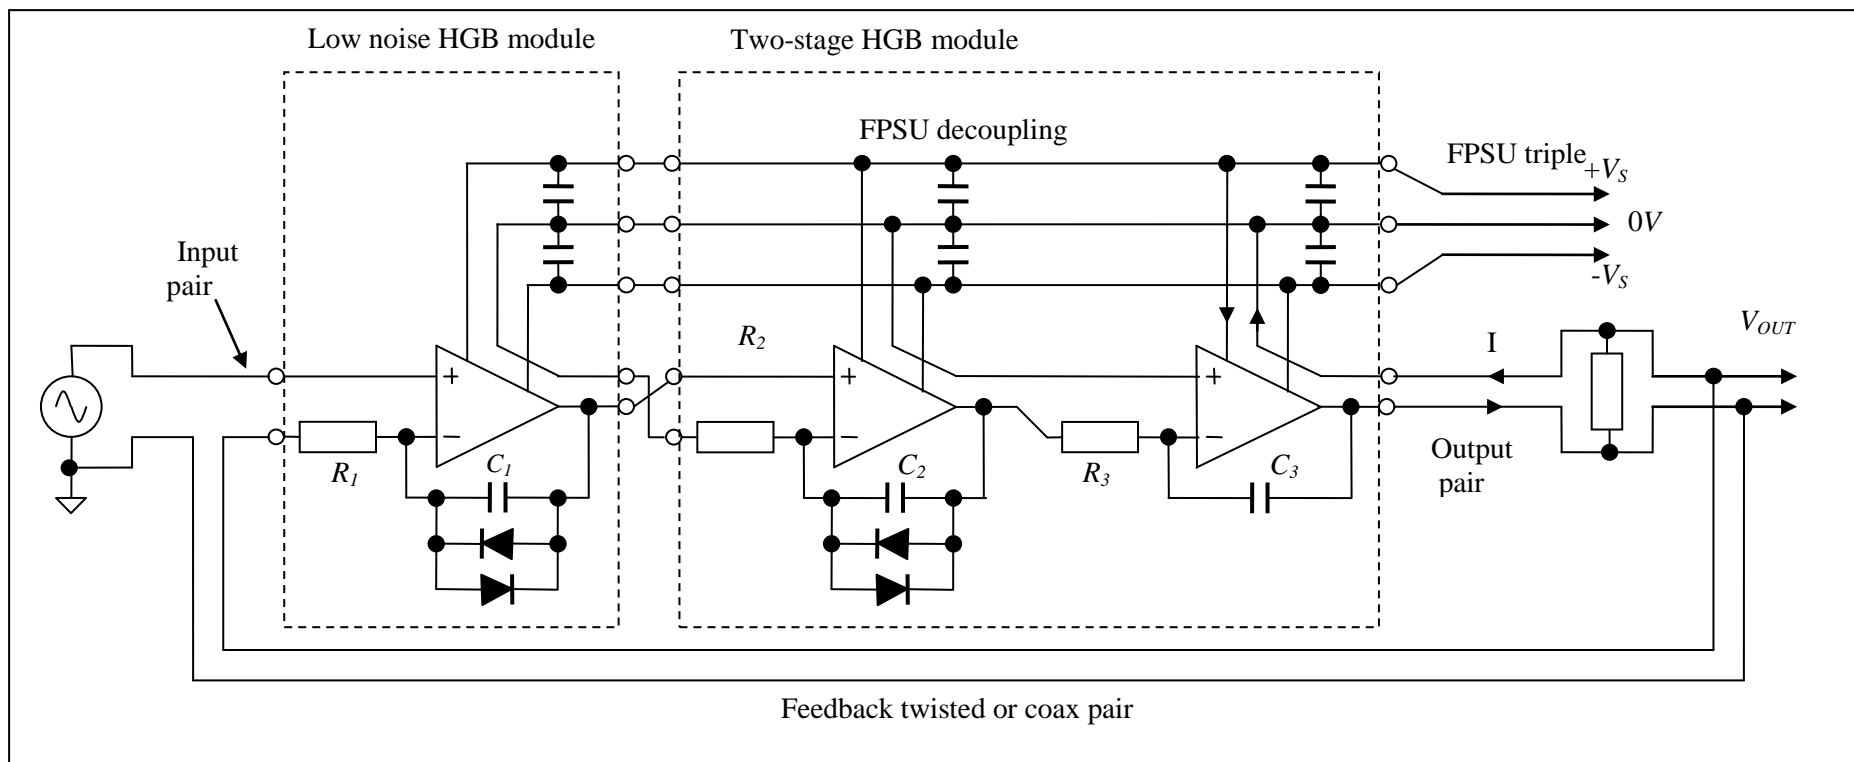 Low noise HGB module
Two-stage HGB module
FPSU decoupling
FPSU triple
+VS
0V
-VS
Input
pair
R2
I
VOUT
+
+
+
−
−
−
R1
C1
C2
R3
C3
Output
pair
Feedback twisted or coax pair